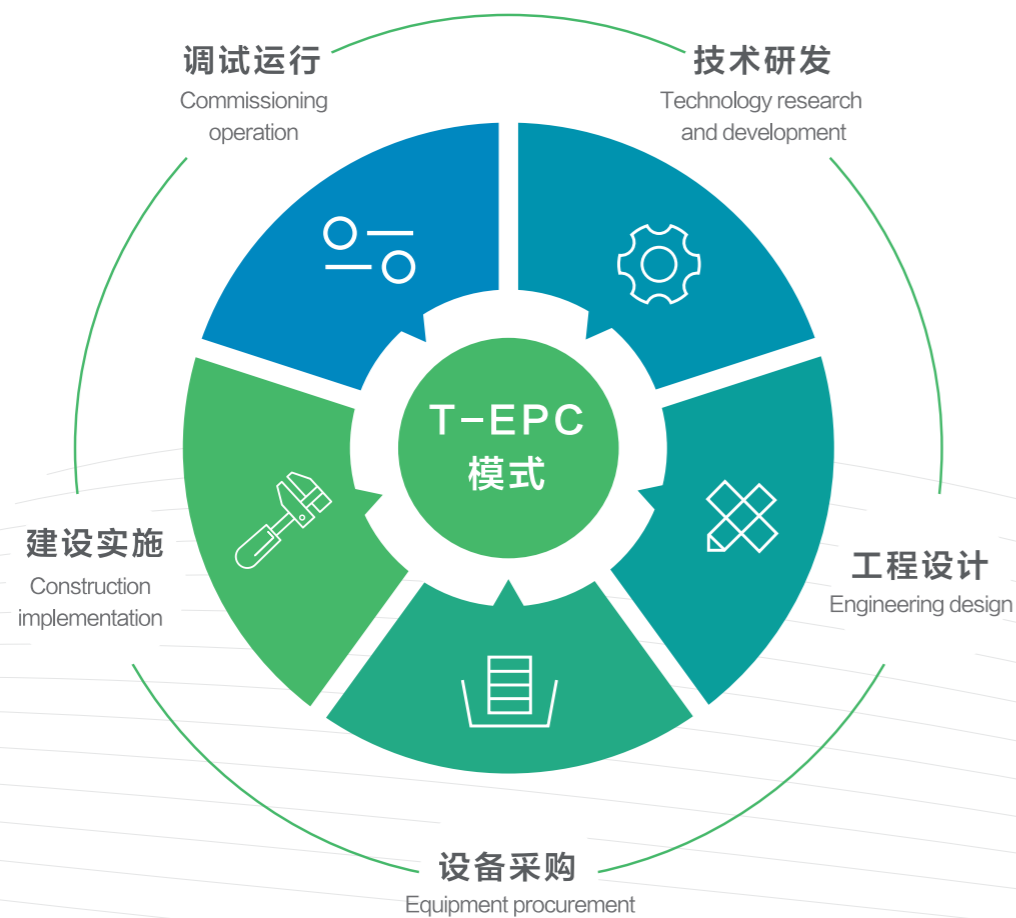 调试运行
Commissioning
operation
技术研发
Technology research
and development
T-EPC
模式
建设实施
Construction
implementation
工程设计
Engineering design
设备采购
Equipment procurement